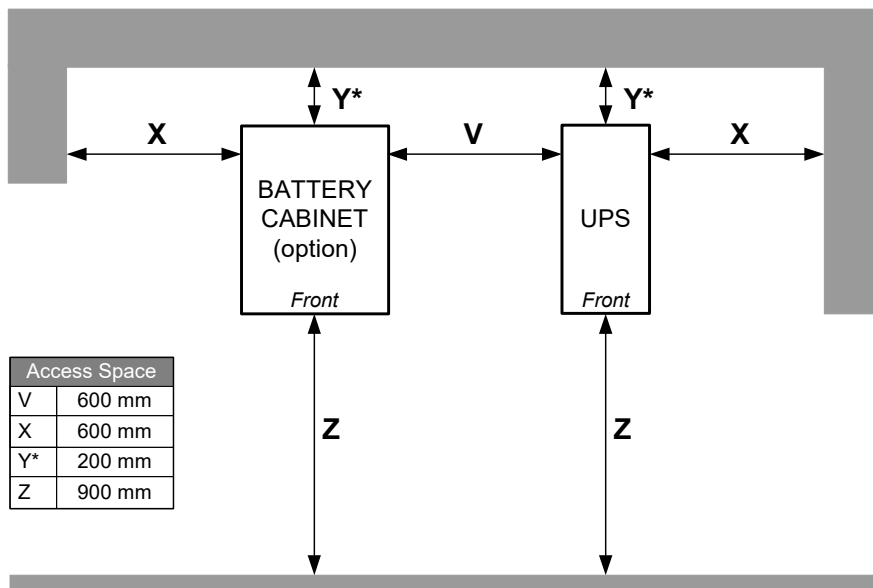 Y*
Y*
X
V
X
BATTERY
CABINET
(option)
Front
UPS
Front
Z
Z
Access Space
V 600 mm
X 600 mm
Y* 200 mm
Z 900 mm